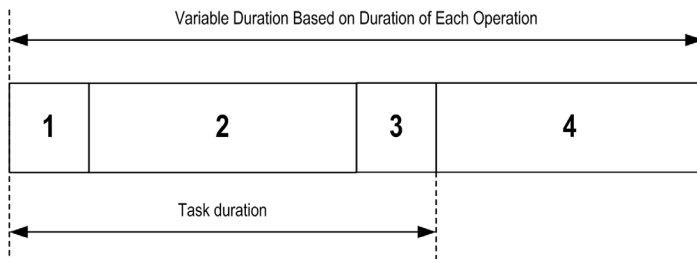 Variable Duration Based on Duration of Each Operation
1 2 3 4
Task duration